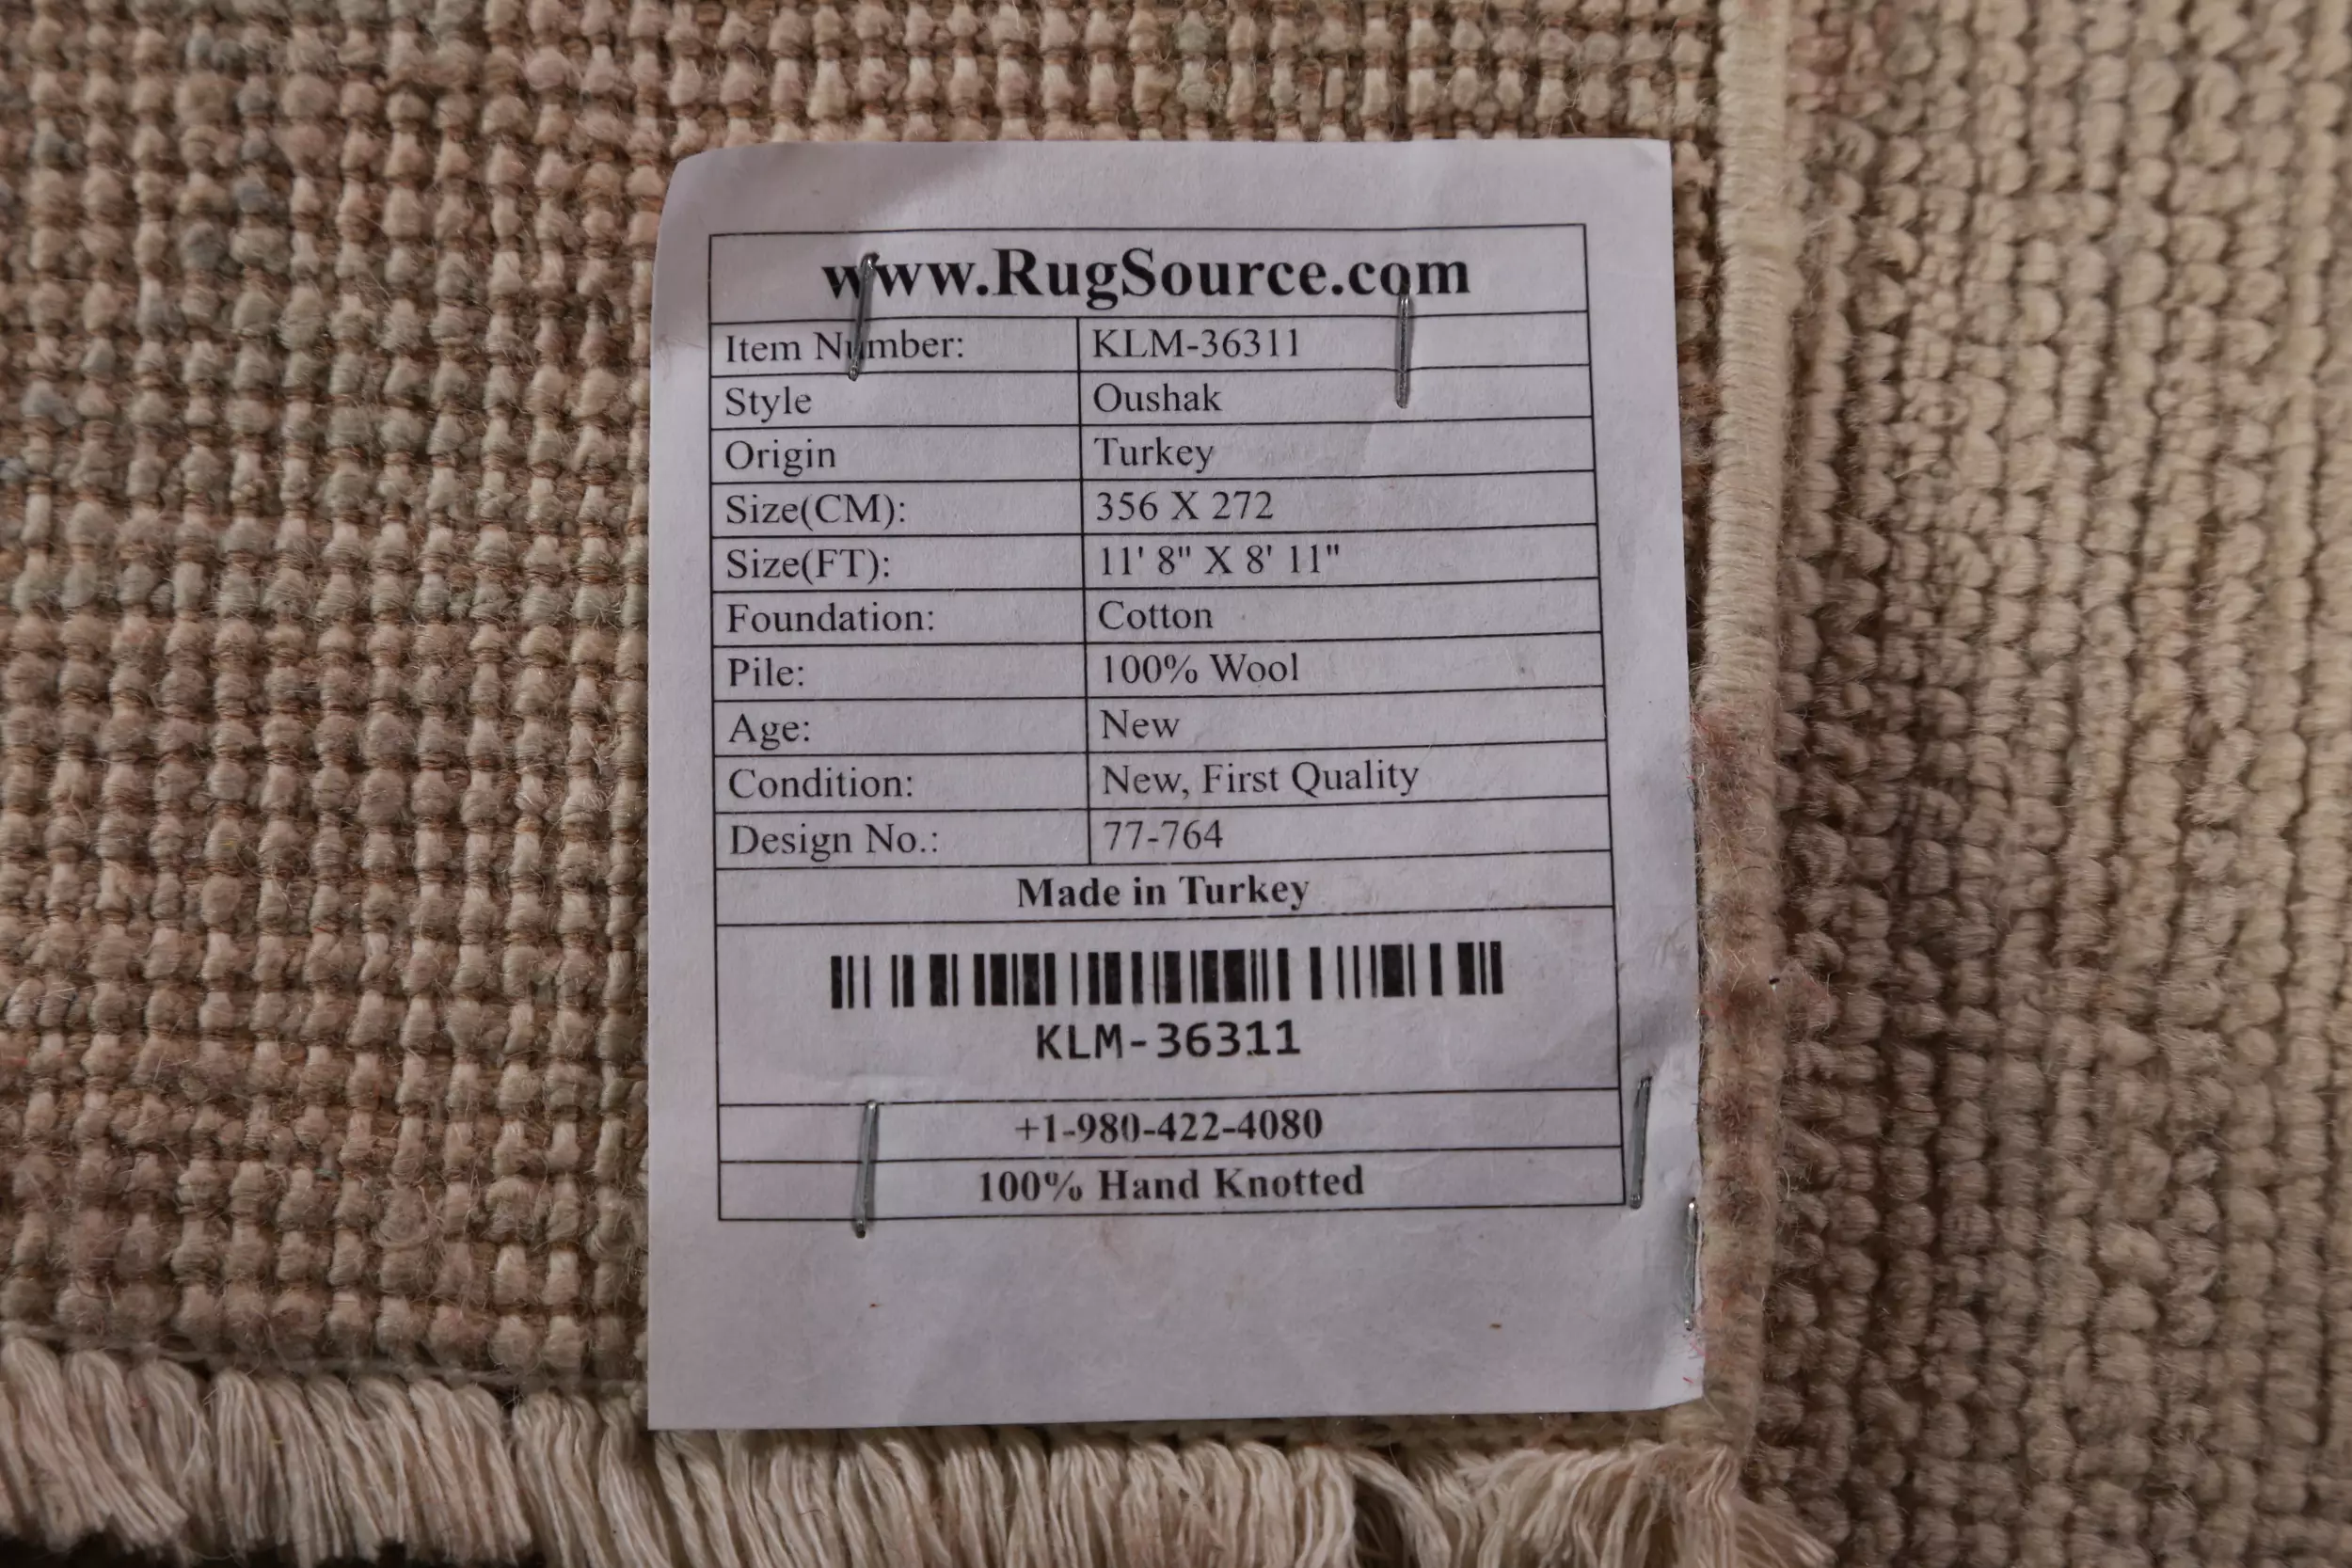 www.RugSource.com
Item Number: KLM-36311
Style Oushak
Origin Turkey
Size(CM): 356 X 272
Size(FT): 11' 8" X 8' 11"
Foundation: Cotton
Pile: 100% Wool
Age: New
Condition: New, First Quality
Design No.: 77-764
Made in Turkey
KLM-36311
+1-980-422-4080
100% Hand Knotted